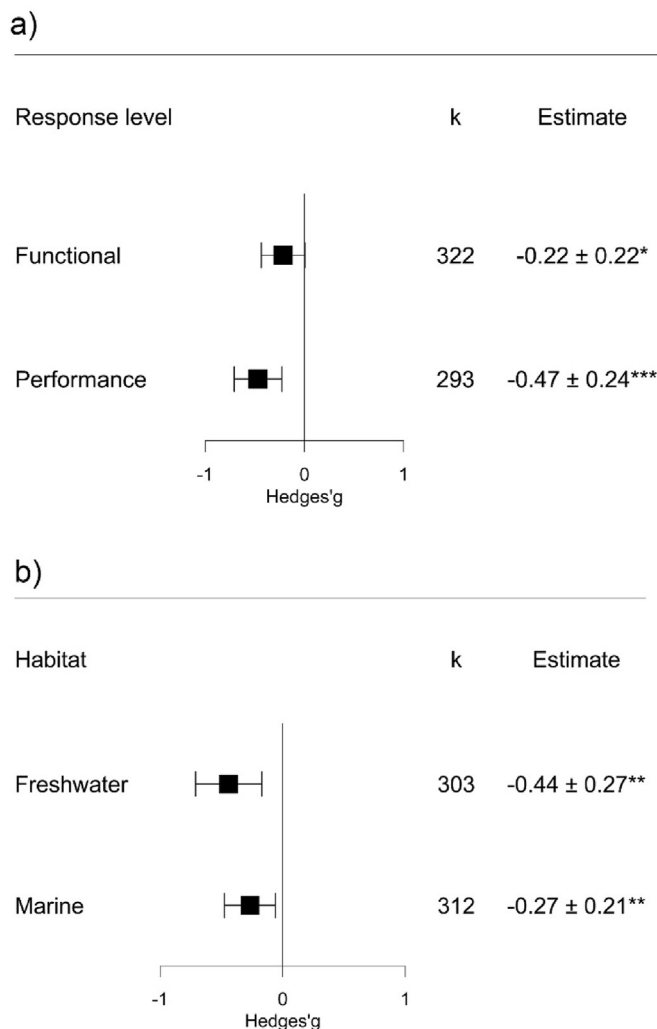 a)
Response level k Estimate
Functional 322 -0.22 ± 0.22*
Performance 293 -0.47 ± 0.24***
-1 0 1
Hedges'g
b)
Habitat k Estimate
Freshwater 303 -0.44 ± 0.27**
Marine 312 -0.27 ± 0.21**
-1 0 1
Hedges'g